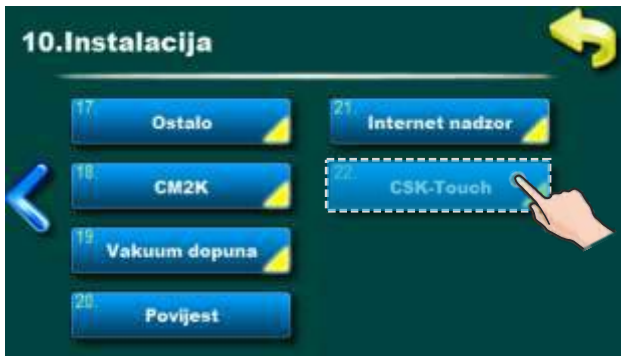 10.Instalacija
17.
Ostalo
18.
CM2K
19
Vakuum dopuna
20.
Povijest
21.
Internet nadzor
22.
CSK-Touch